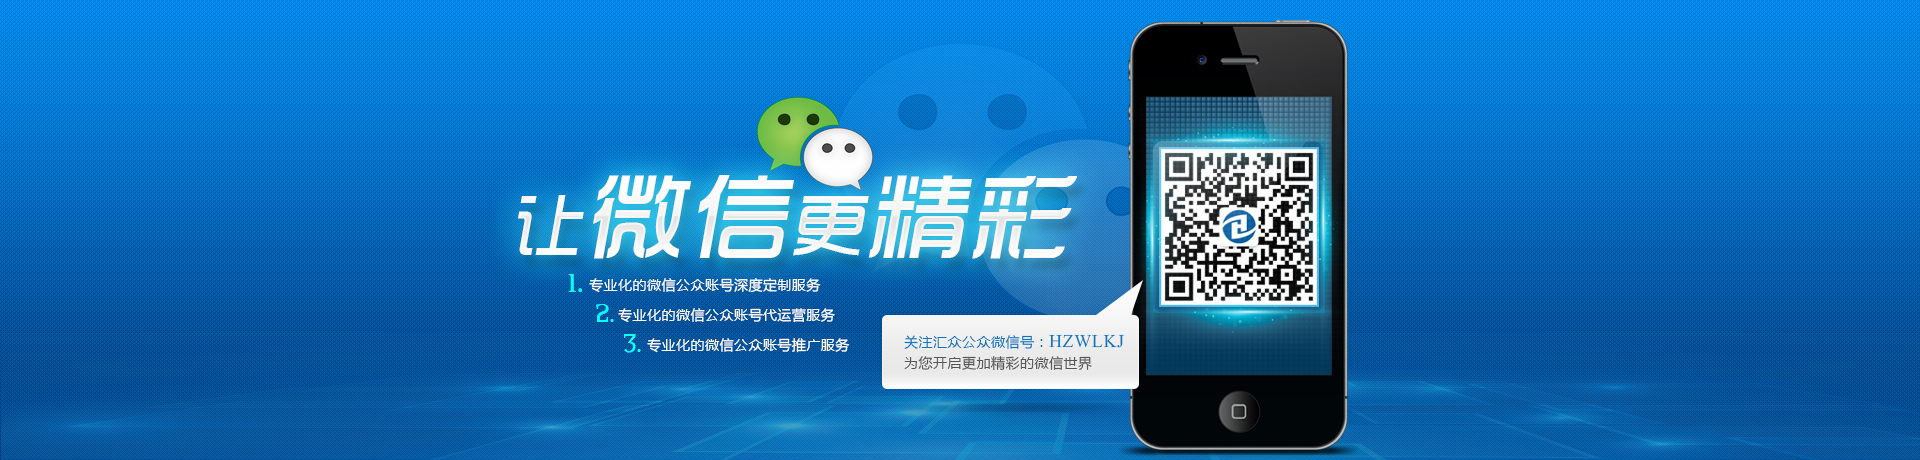 让微信更精彩
1. 专业化的微信公众账号深度定制服务
2. 专业化的微信公众账号代运营服务
3. 专业化的微信公众账号推广服务
关注汇众公众微信号：HZWLKJ
为您开启更加精彩的微信世界